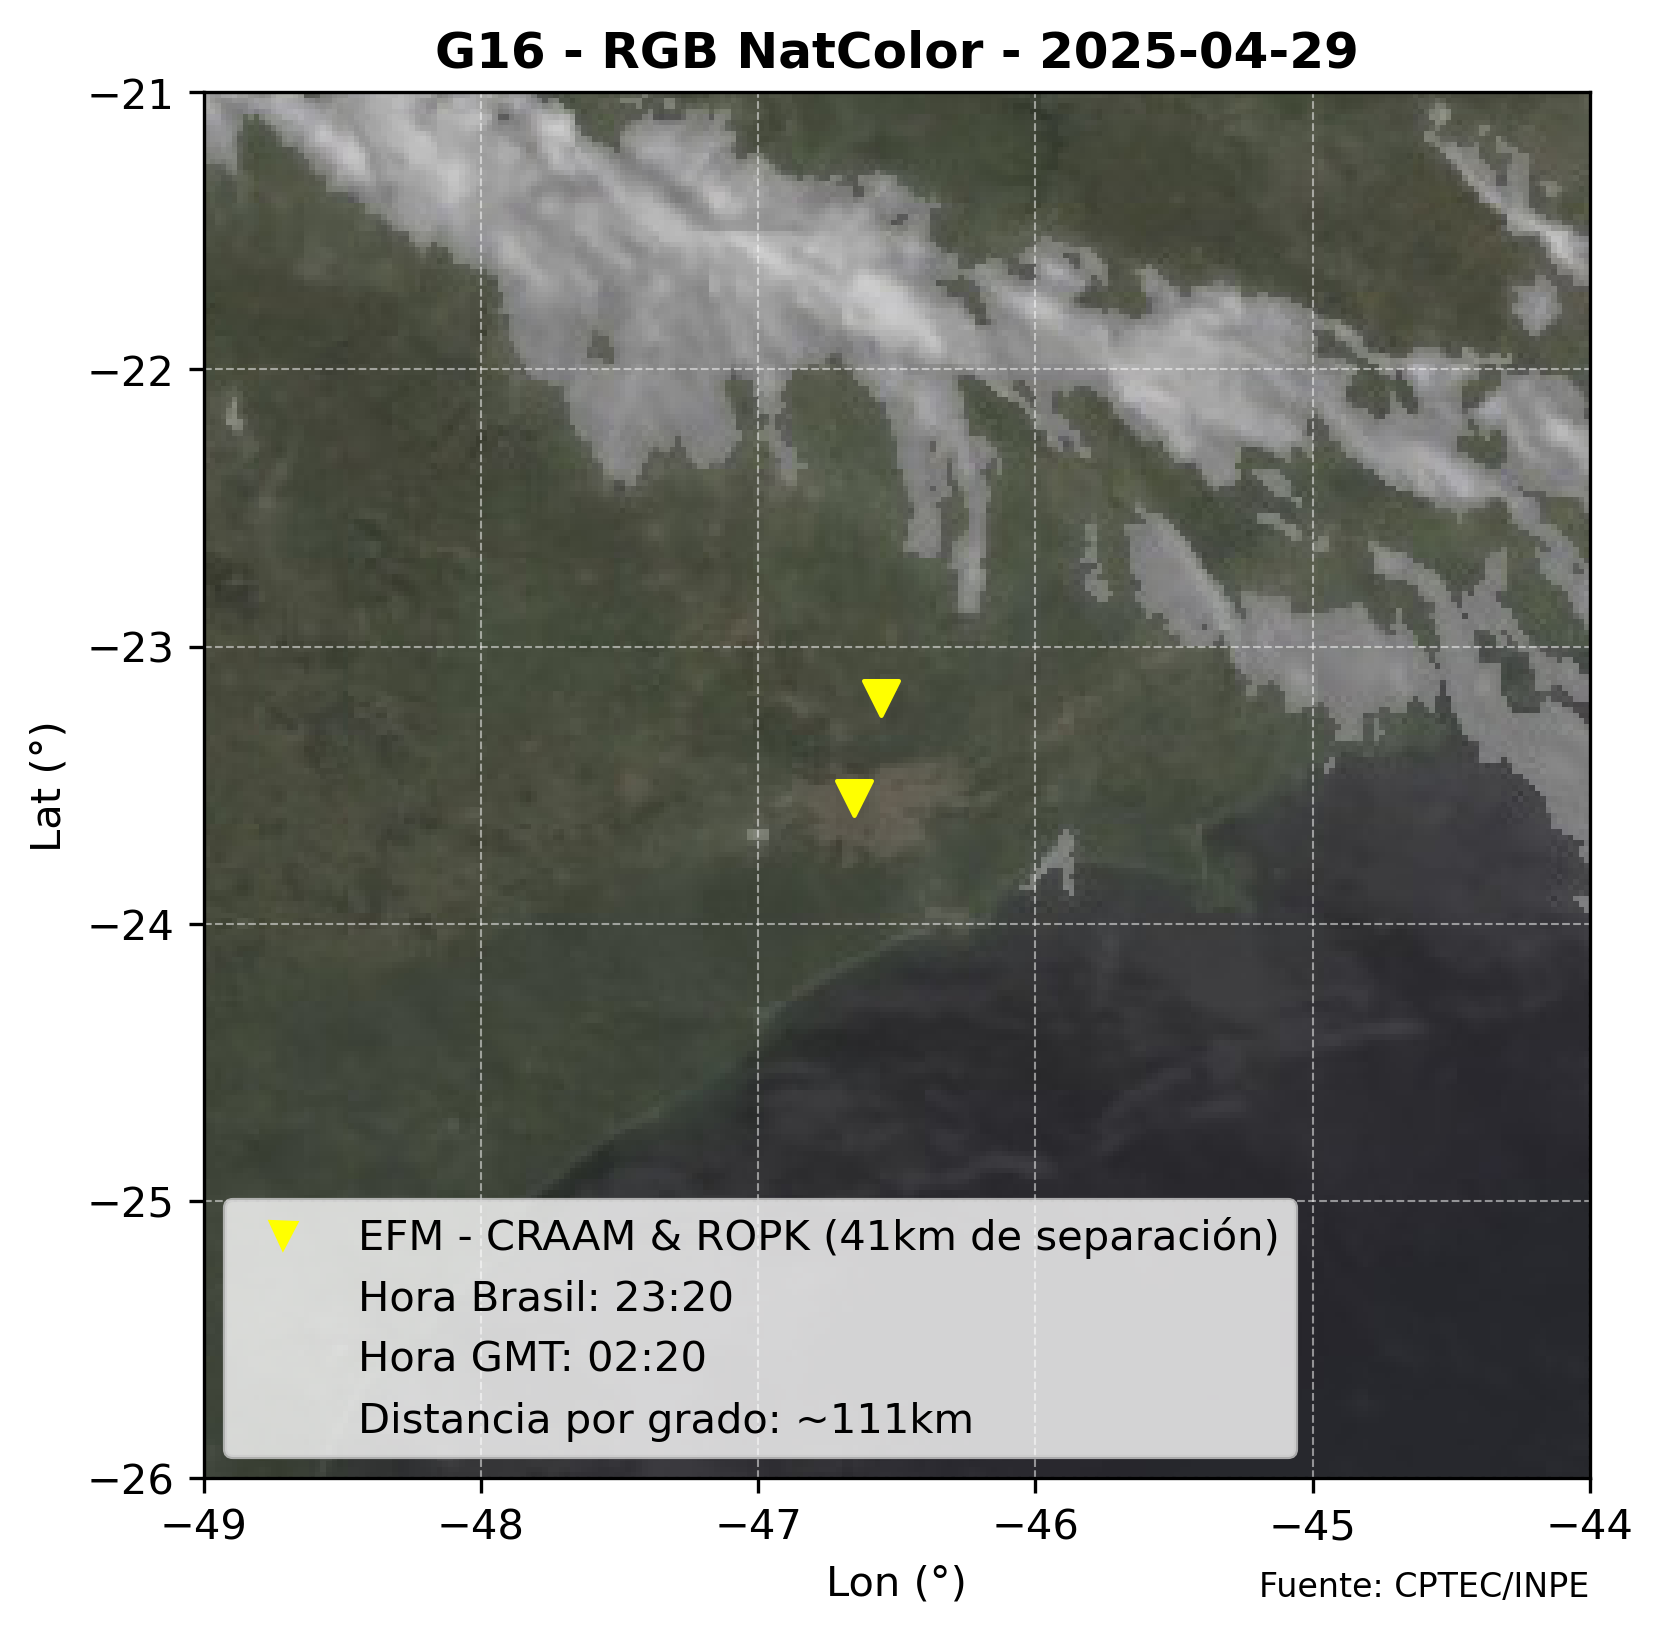 G16 - RGB NatColor - 2025-04-29
−21
−22
−23
−24
−25
−26
Lat (°)
EFM - CRAAM & ROPK (41km de separación)
Hora Brasil: 23:20
Hora GMT: 02:20
Distancia por grado: ~111km
−49 −48 −47 −46 −45 −44
Lon (°)
Fuente: CPTEC/INPE